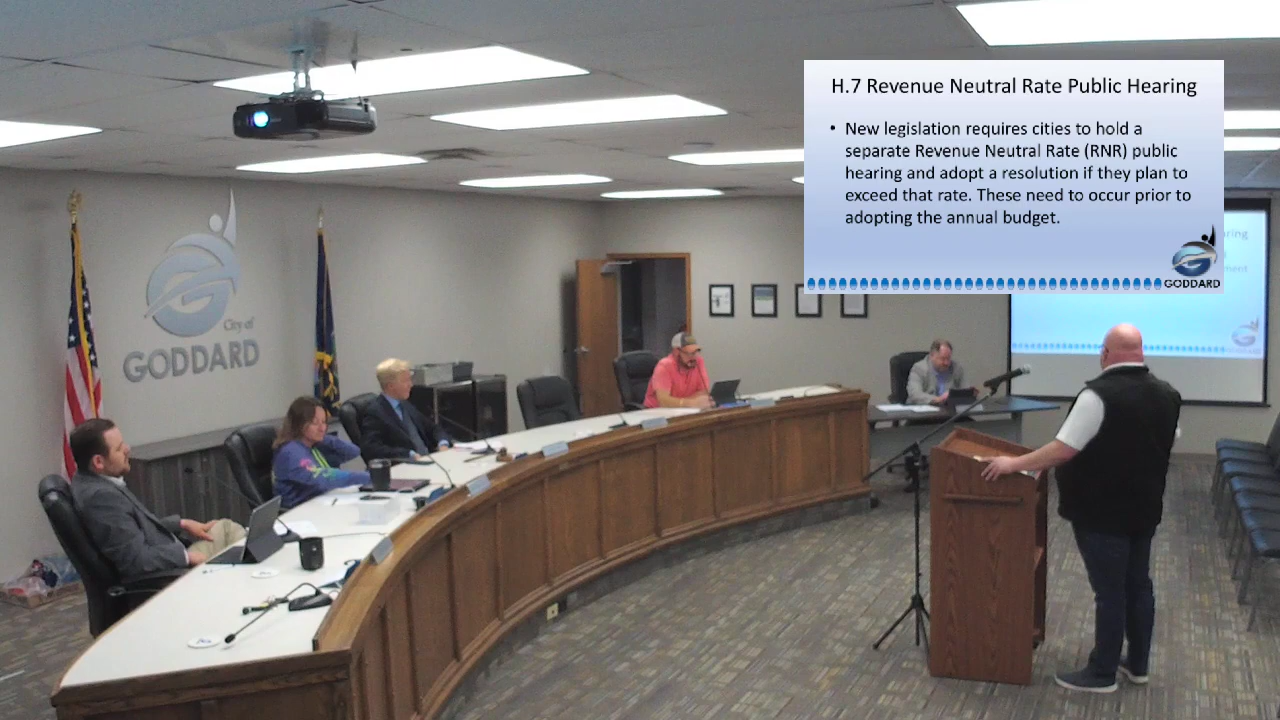 H.7 Revenue Neutral Rate Public Hearing
• New legislation requires cities to hold a
separate Revenue Neutral Rate (RNR) public
hearing and adopt a resolution if they plan to
exceed that rate. These need to occur prior to
adopting the annual budget.
GODDARD
City of
GODDARD